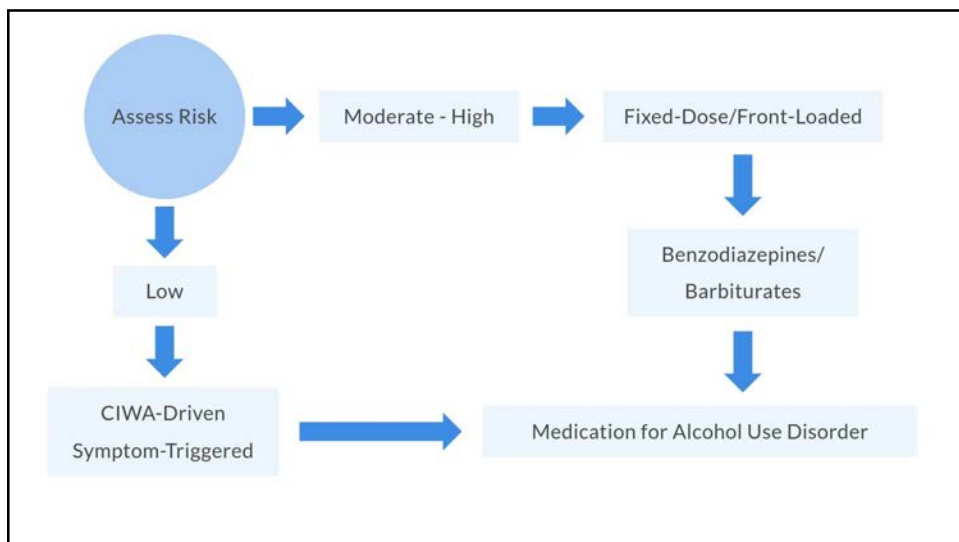 Assess Risk
Moderate - High
Fixed-Dose/Front-Loaded
Low
Benzodiazepines/
Barbiturates
CIWA-Driven
Symptom-Triggered
Medication for Alcohol Use Disorder